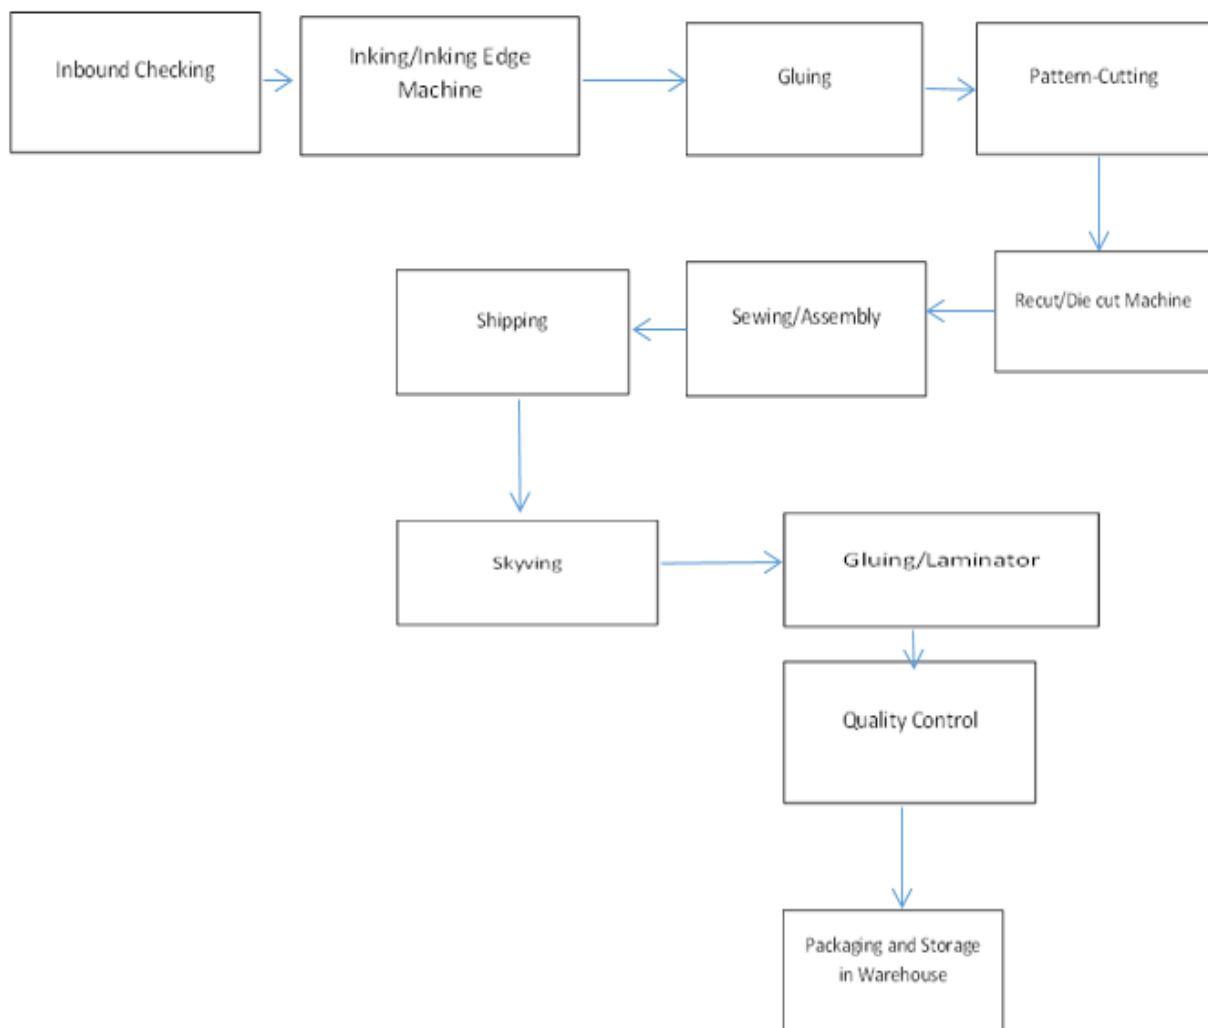 Inbound Checking
Inking/Inking Edge
Machine
Gluing
Pattern-Cutting
Recut/Die cut Machine
Sewing/Assembly
Shipping
Skyving
Gluing/Laminator
Quality Control
Packaging and Storage
in Warehouse